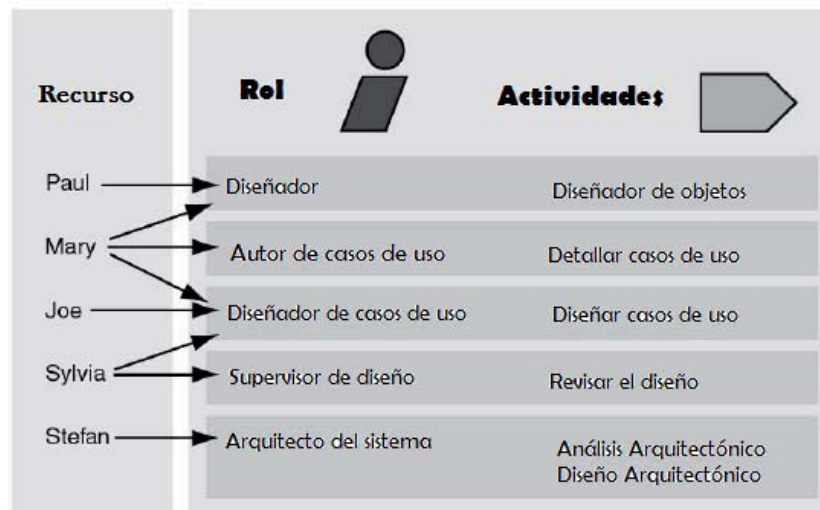 Recurso Rol Actividades
Paul Diseñador Diseñador de objetos
Mary Autor de casos de uso Detallar casos de uso
Joe Diseñador de casos de uso Diseñar casos de uso
Sylvia Supervisor de diseño Revisar el diseño
Stefan Arquitecto del sistema Análisis Arquitectónico
Diseño Arquitectónico